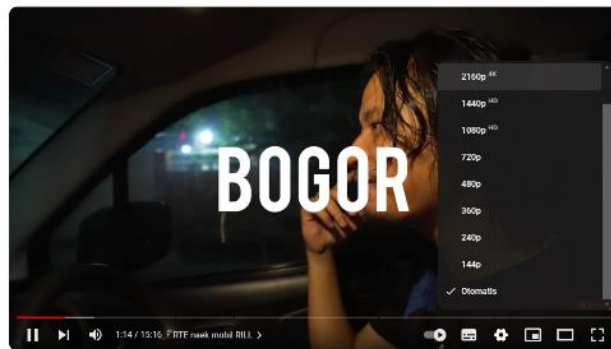 BOGOR
2160p 4K
1440p HD
1080p HD
720p
480p
360p
240p
144p
Otomatis
1:14 / 15:16 • RTE naek mobil RILL >